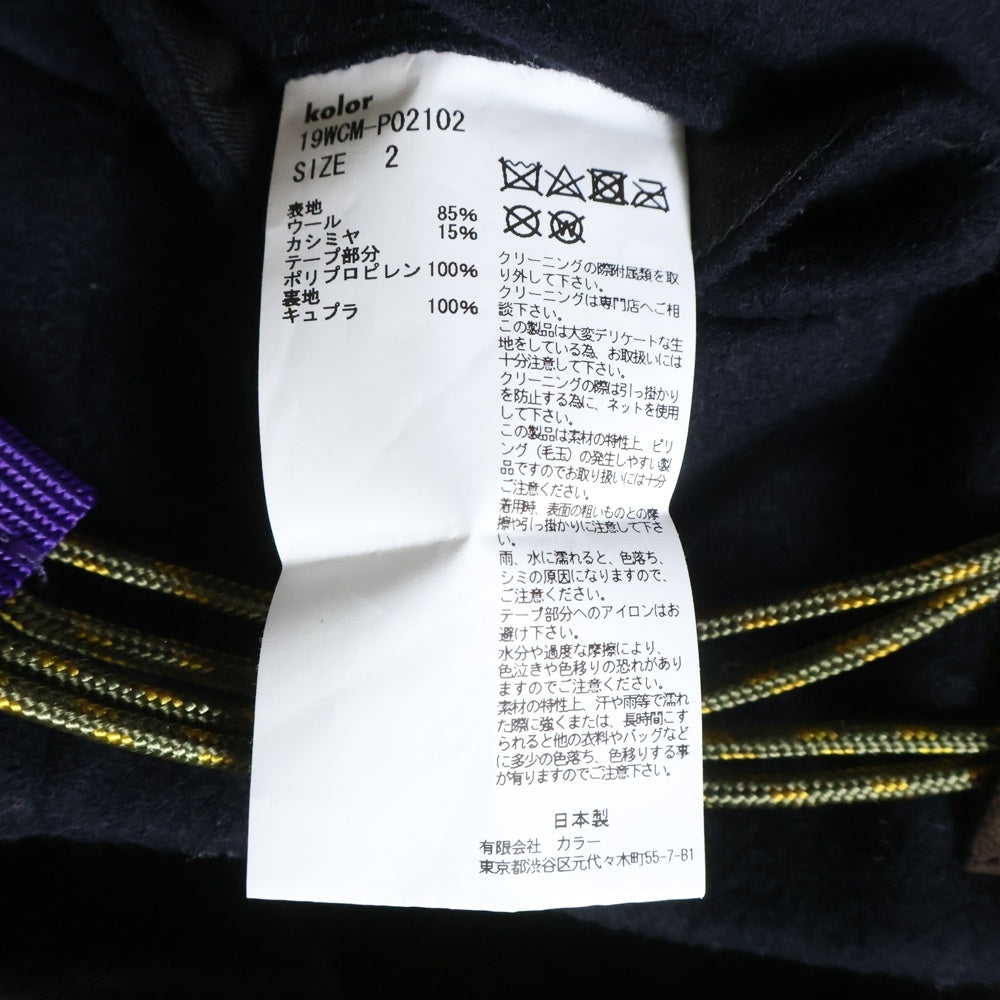 kolor
19WCM-P02102
SIZE 2
表地
ウール 85%
カシミヤ 15%
テープ部分
ポリプロピレン 100%
裏地
キュプラ 100%
W
クリーニングの際附属類を取
り外して下さい。
クリーニングは専門店へご相
談下さい。
この製品は大変デリケートな生
地をしている為、お取扱いには
十分注意して下さい。
クリーニングの際は引っ掛かり
を防止する為に、ネットを使用
して下さい。
この製品は素材の特性上、ピリ
ング（毛玉）の発生しやすい製
品ですのでお取り扱いには十分
ご注意ください。
着用時、表面の粗いものとの摩
擦や引っ掛かりに注意して下さ
い。
雨、水に濡れると、色落ち、
シミの原因になりますので、
ご注意ください。
テープ部分へのアイロンはお
避け下さい。
水分や過度な摩擦により、
色泣きや色移りの恐れがあり
ますのでご注意ください。
素材の特性上、汗や雨等で濡れ
た際に強くまたは、長時間こす
られると他の衣料やバッグなど
に多少の色落ち、色移りする事
が有りますのでご注意下さい。
日本製
有限会社 カラー
東京都渋谷区元代々木町55-7-B1